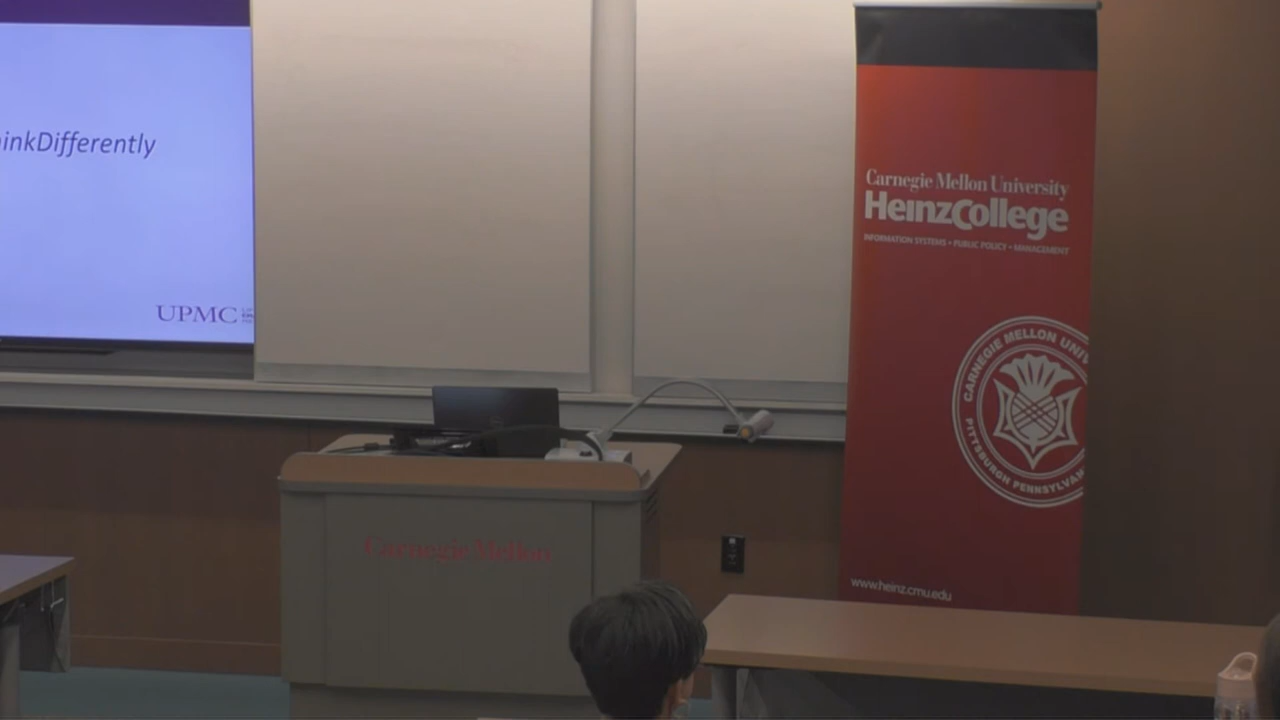 inkDifferently
UPMC
Carnegie Mellon University
HeinzCollege
INFORMATION SYSTEMS • PUBLIC POLICY • MANAGEMENT
CARNEGIE MELLON UNIV
PITTSBURGH PENNSYLVAN
www.heinz.cmu.edu
Carnegie Mellon